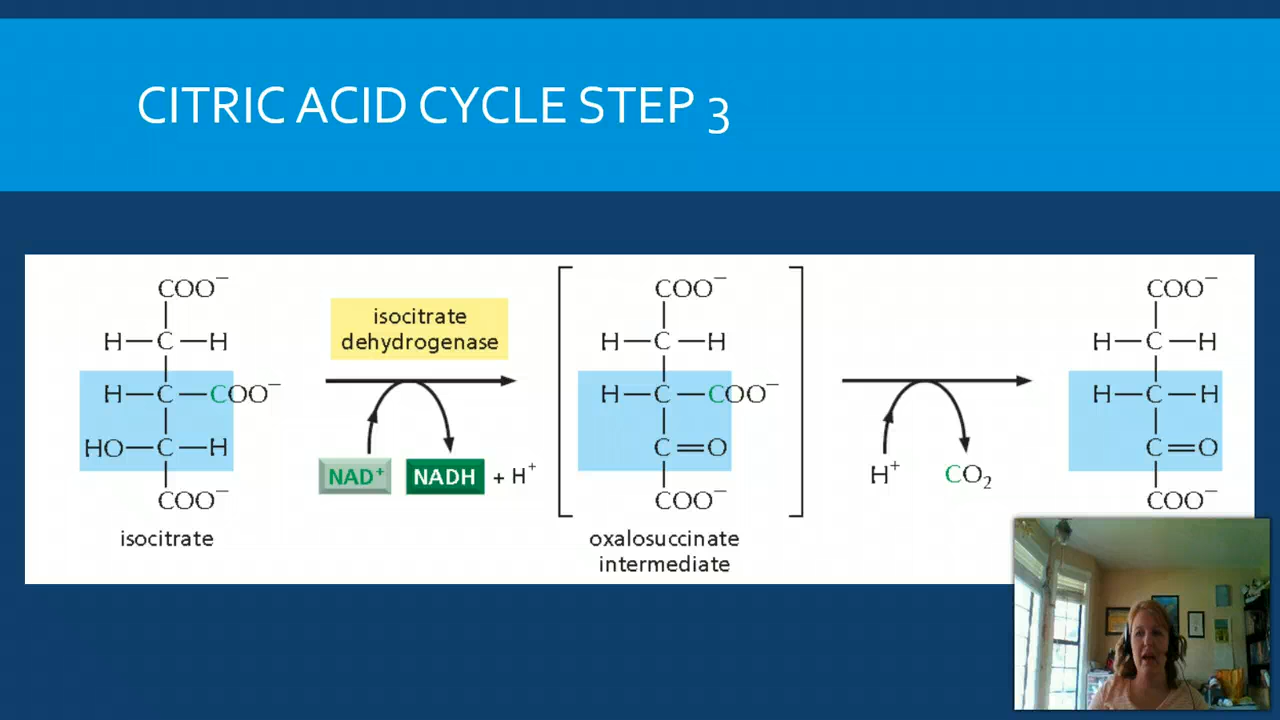 CITRIC ACID CYCLE STEP 3
COO⁻
H—C—H
H—C—COO⁻
HO—C—H
COO⁻
isocitrate
isocitrate
dehydrogenase
NAD⁺ NADH + H⁺
COO⁻
H—C—H
H—C—COO⁻
C=O
COO⁻
oxalosuccinate
intermediate
H⁺ CO₂
COO⁻
H—C—H
H—C—H
C=O
COO⁻